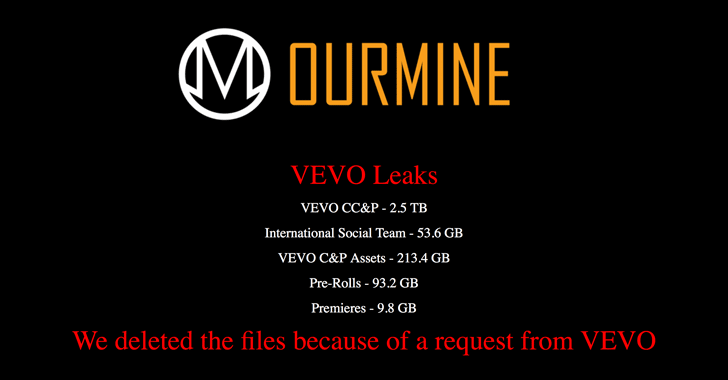 M OURMINE
VEVO Leaks
VEVO CC&P - 2.5 TB
International Social Team - 53.6 GB
VEVO C&P Assets - 213.4 GB
Pre-Rolls - 93.2 GB
Premieres - 9.8 GB
We deleted the files because of a request from VEVO